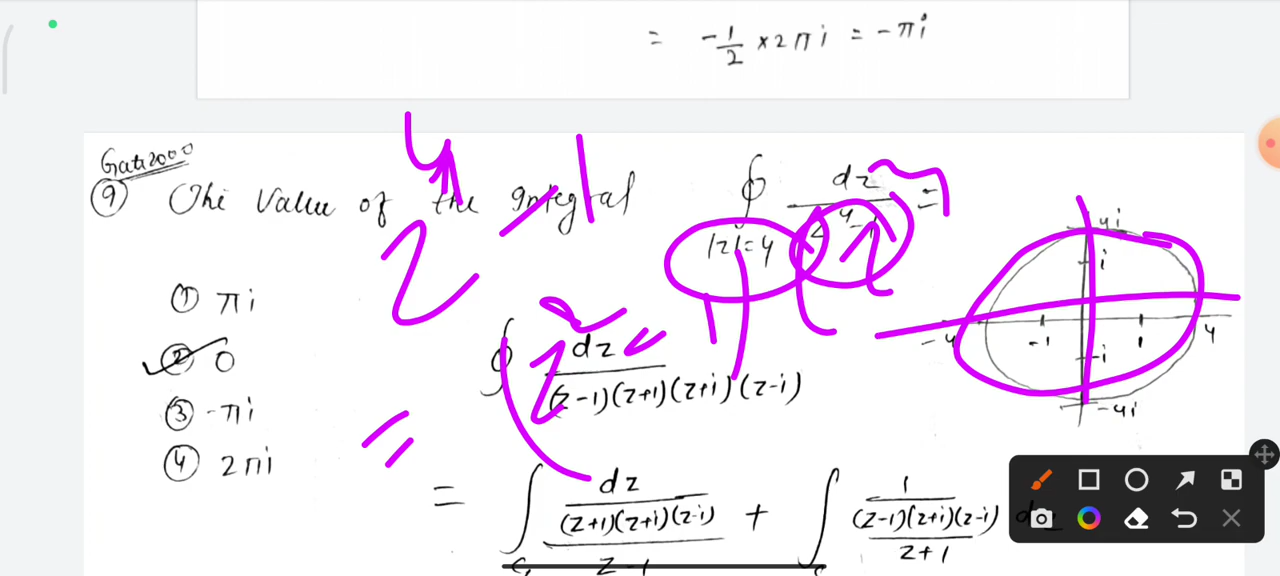 = -1/2 × 2πi = -πi
Gate 2000
⑨ The Value of the integral ∮ dz / z⁴-1 =
|z|=4
① πi
② 0
③ -πi
④ 2πi
∮ dz / (z-1)(z+1)(z+i)(z-i)
4i
i
-4 -1 1 4
-i
-4i
= ∫ dz / (z+1)(z+i)(z-i) / z-1 + ∫ 1 / (z-1)(z+i)(z-i) / z+1